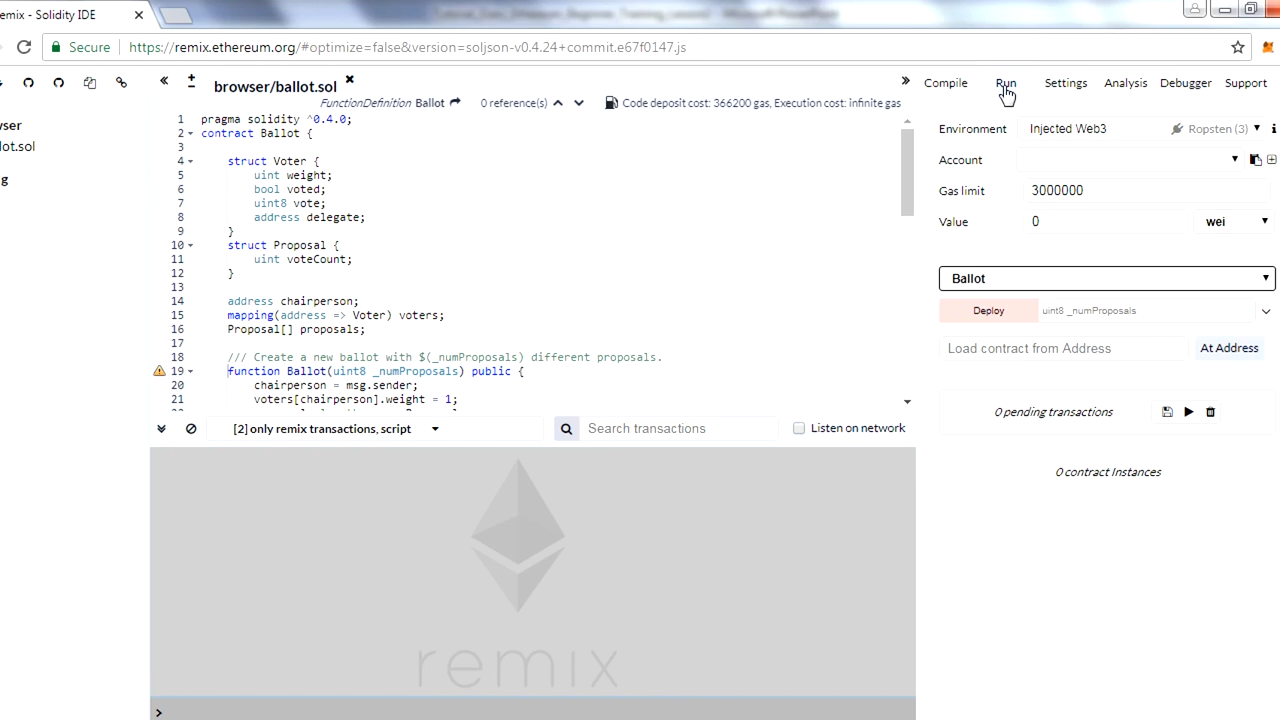 emix - Solidity IDE
Secure
https://remix.ethereum.org/#optimize=false&version=soljson-v0.4.24+commit.e67f0147.js
browser/ballot.sol
Compile Run Settings Analysis Debugger Support
FunctionDefinition Ballot 0 reference(s) Code deposit cost: 366200 gas, Execution cost: infinite gas
wser
lot.sol
g
1 pragma solidity ^0.4.0;
2 contract Ballot {
3
4 struct Voter {
5 uint weight;
6 bool voted;
7 uint8 vote;
8 address delegate;
9 }
10 struct Proposal {
11 uint voteCount;
12 }
13
14 address chairperson;
15 mapping(address => Voter) voters;
16 Proposal[] proposals;
17
18 /// Create a new ballot with $(_numProposals) different proposals.
19 function Ballot(uint8 _numProposals) public {
20 chairperson = msg.sender;
21 voters[chairperson].weight = 1;
[2] only remix transactions, script
Search transactions
Listen on network
remix
>
Environment Injected Web3 Ropsten (3)
Account
Gas limit 3000000
Value 0 wei
Ballot
Deploy uint8 _numProposals
Load contract from Address At Address
0 pending transactions
0 contract Instances